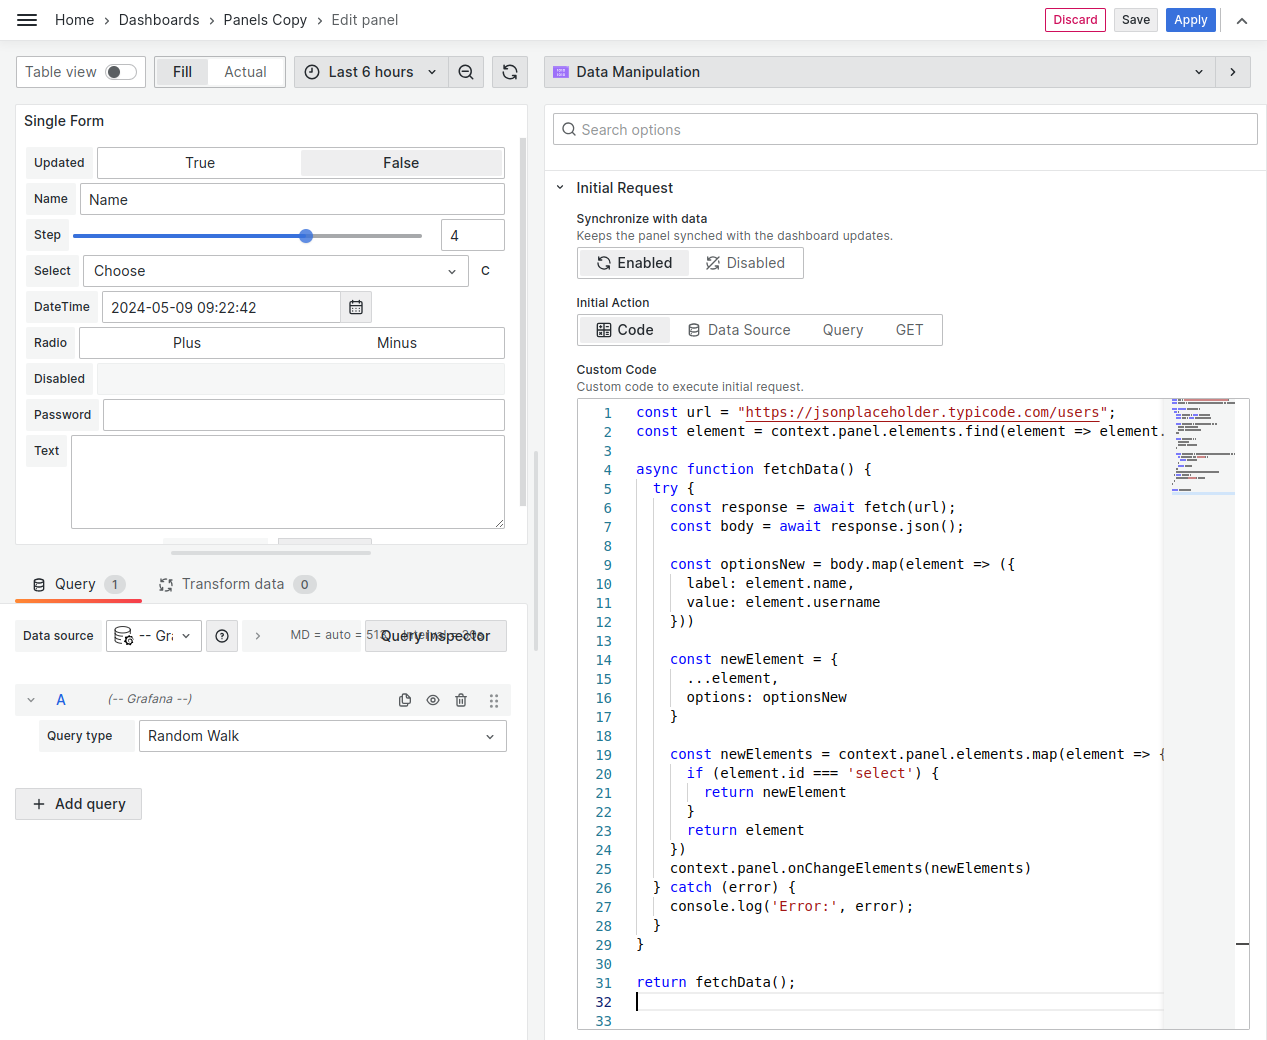 Home > Dashboards > Panels Copy > Edit panel
Discard Save Apply
Table view Fill Actual Last 6 hours
Data Manipulation
Single Form
Updated True False
Name Name
Step 4
Select Choose C
DateTime 2024-05-09 09:22:42
Radio Plus Minus
Disabled
Password
Text
Query 1 Transform data 0
Data source -- Gra > MD = auto = 512 Query Inspector
A (-- Grafana --)
Query type Random Walk
+ Add query
Search options
Initial Request
Synchronize with data
Keeps the panel synched with the dashboard updates.
Enabled Disabled
Initial Action
Code Data Source Query GET
Custom Code
Custom code to execute initial request.
1 const url = "https://jsonplaceholder.typicode.com/users";
2 const element = context.panel.elements.find(element => element.
3
4 async function fetchData() {
5 try {
6 const response = await fetch(url);
7 const body = await response.json();
8
9 const optionsNew = body.map(element => ({
10 label: element.name,
11 value: element.username
12 }))
13
14 const newElement = {
15 ...element,
16 options: optionsNew
17 }
18
19 const newElements = context.panel.elements.map(element => {
20 if (element.id === 'select') {
21 return newElement
22 }
23 return element
24 })
25 context.panel.onChangeElements(newElements)
26 } catch (error) {
27 console.log('Error:', error);
28 }
29 }
30
31 return fetchData();
32
33